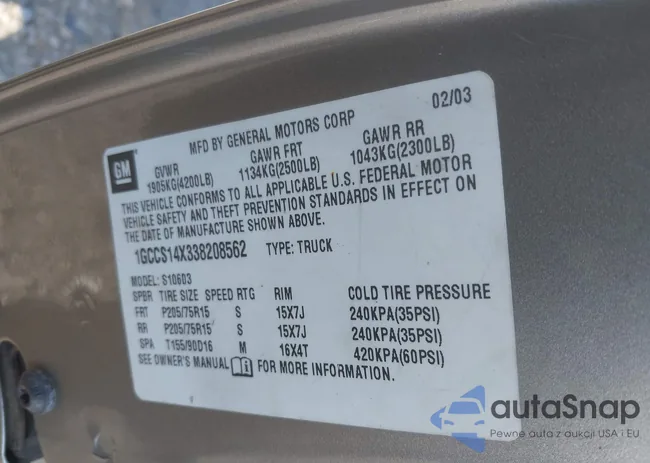 02/03
MFD BY GENERAL MOTORS CORP
GM
GVWR GAWR FRT GAWR RR
1905KG(4200LB) 1134KG(2500LB) 1043KG(2300LB)
THIS VEHICLE CONFORMS TO ALL APPLICABLE U.S. FEDERAL MOTOR
VEHICLE SAFETY AND THEFT PREVENTION STANDARDS IN EFFECT ON
THE DATE OF MANUFACTURE SHOWN ABOVE.
1GCCS14X338208562 TYPE: TRUCK
MODEL: S10603
SPBR TIRE SIZE SPEED RTG RIM COLD TIRE PRESSURE
FRT P205/75R15 S 15X7J 240KPA(35PSI)
RR P205/75R15 S 15X7J 240KPA(35PSI)
SPA T155/90D16 M 16X4T 420KPA(60PSI)
SEE OWNER'S MANUAL FOR MORE INFORMATION.
autaSnap
Pewne auta z aukcji USA i EU